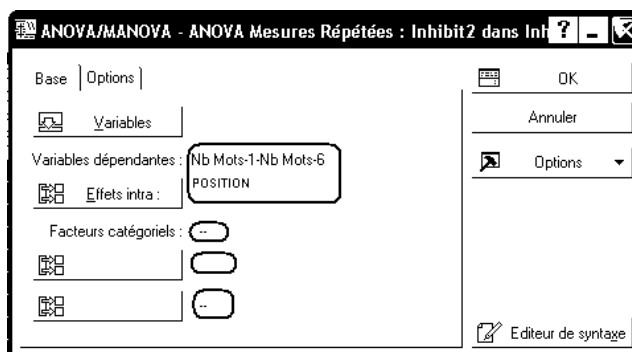 ANOVA/MANOVA - ANOVA Mesures Répétées : Inhibit2 dans Inh
Base Options
OK
Variables
Annuler
Variables dépendantes : Nb Mots-1-Nb Mots-6
Options
Effets intra : POSITION
Facteurs catégoriels : --
--
Editeur de syntaxe